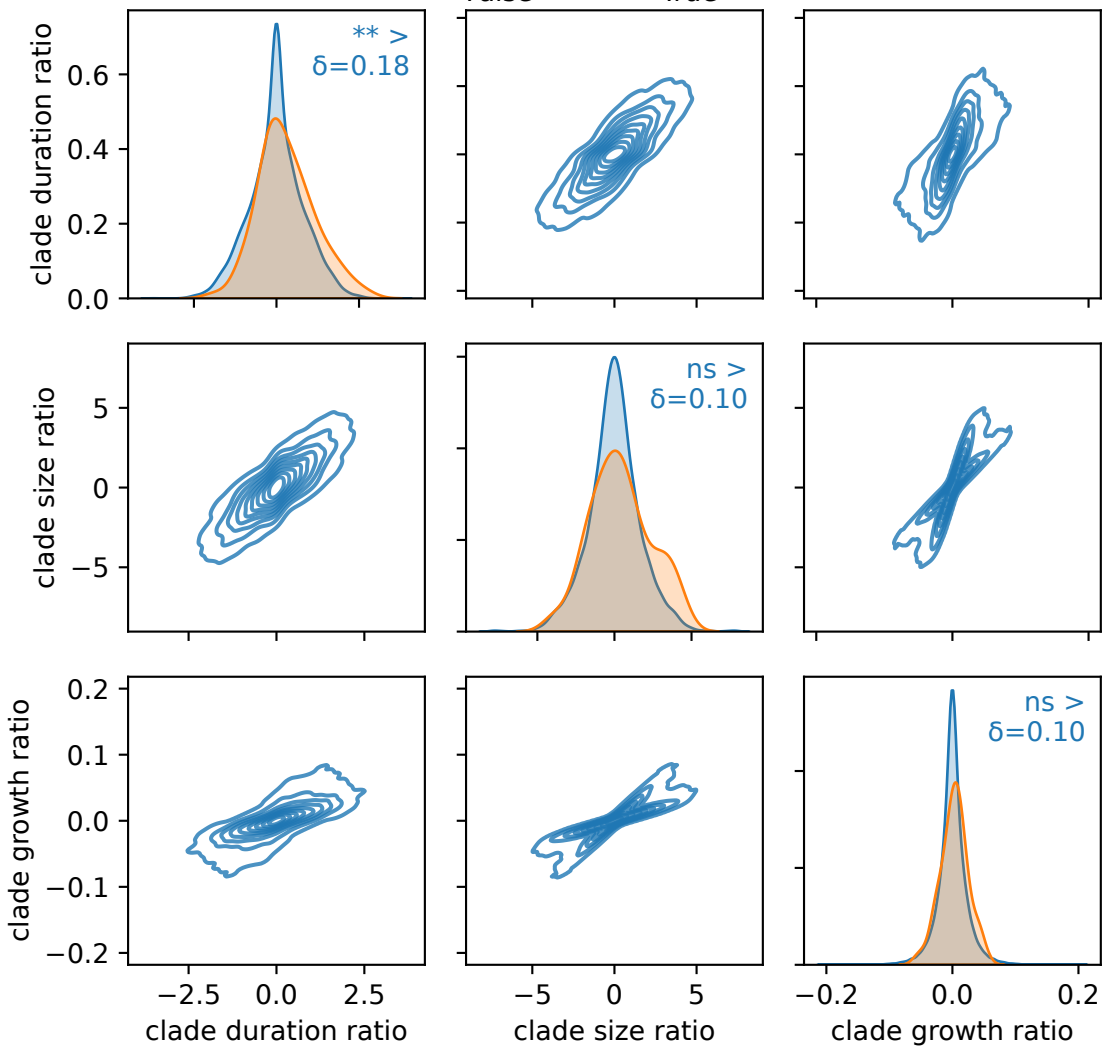 clade duration ratio
0.6
0.4
0.2
0.0
** >
δ=0.18
clade size ratio
5
0
−5
ns >
δ=0.10
clade growth ratio
0.2
0.1
0.0
−0.1
−0.2
ns >
δ=0.10
−2.5 0.0 2.5
−5 0 5
−0.2 0.0 0.2
clade duration ratio
clade size ratio
clade growth ratio